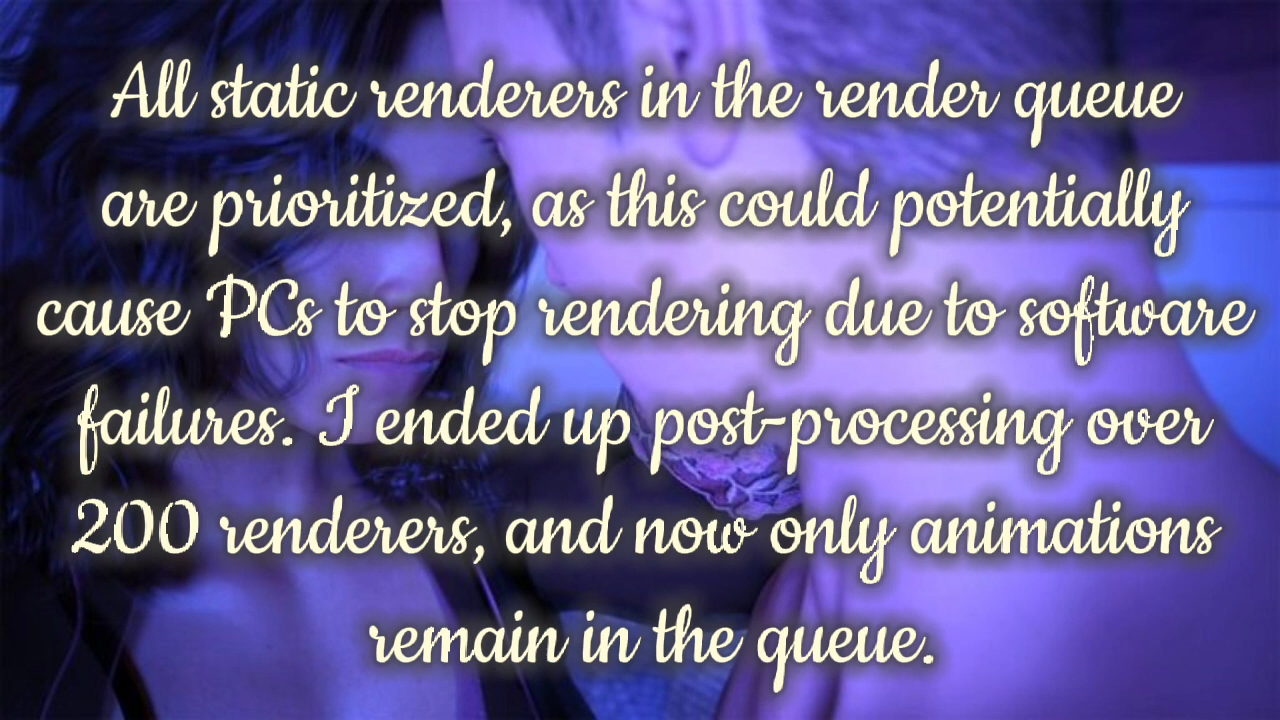 All static renderers in the render queue
are prioritized, as this could potentially
cause PCs to stop rendering due to software
failures. I ended up post-processing over
200 renderers, and now only animations
remain in the queue.